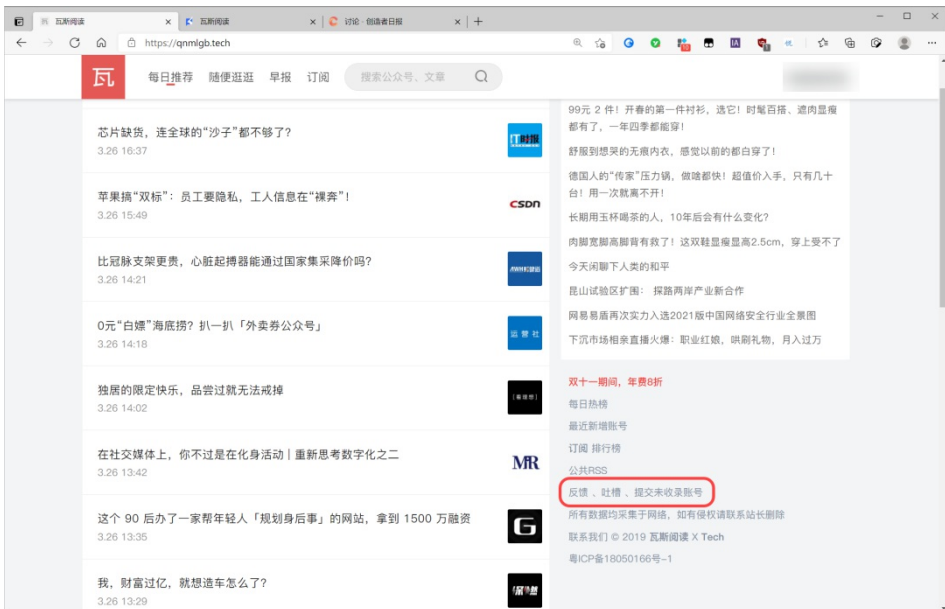 瓦斯阅读
瓦斯阅读
讨论 · 创造者日报
https://qnmlgb.tech
瓦
每日推荐 随便逛逛 早报 订阅
搜索公众号、文章
芯片缺货，连全球的“沙子”都不够了？
3.26 16:37
IT时报
苹果搞“双标”：员工要隐私，工人信息在“裸奔”！
3.26 15:49
CSDN
比冠脉支架更贵，心脏起搏器能通过国家集采降价吗？
3.26 14:21
0元“白嫖”海底捞？扒一扒「外卖券公众号」
3.26 14:18
运营社
独居的限定快乐，品尝过就无法戒掉
3.26 14:02
在社交媒体上，你不过是在化身活动 | 重新思考数字化之二
3.26 13:42
MR
这个 90 后办了一家帮年轻人「规划身后事」的网站，拿到 1500 万融资
3.26 13:35
G
我，财富过亿，就想造车怎么了？
3.26 13:29
99元 2 件！开春的第一件衬衫，选它！时髦百搭、遮肉显瘦
都有了，一年四季都能穿！
舒服到想哭的无痕内衣，感觉以前的都白穿了！
德国人的“传家”压力锅，做啥都快！超值价入手，只有几十
台！用一次就离不开！
长期用玉杯喝茶的人，10年后会有什么变化？
肉脚宽脚高脚背有救了！这双鞋显瘦显高2.5cm，穿上受不了
今天闲聊下人类的和平
昆山试验区扩围： 探路两岸产业新合作
网易易盾再次实力入选2021版中国网络安全行业全景图
下沉市场相亲直播火爆：职业红娘，哄刷礼物，月入过万
双十一期间，年费8折
每日热榜
最近新增账号
订阅 排行榜
公共RSS
反馈 、吐槽 、提交未收录账号
所有数据均采集于网络，如有侵权请联系站长删除
联系我们 © 2019 瓦斯阅读 X Tech
粤ICP备18050166号-1